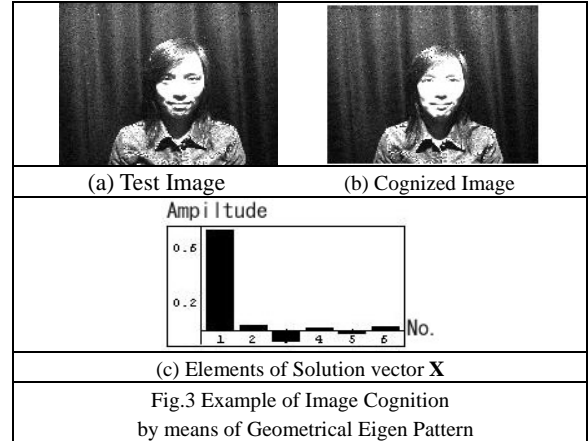 (a) Test Image
(b) Cognized Image
Ampiltude
0.6
0.2
1 2 3 4 5 6
No.
(c) Elements of Solution vector X
Fig.3 Example of Image Cognition
by means of Geometrical Eigen Pattern